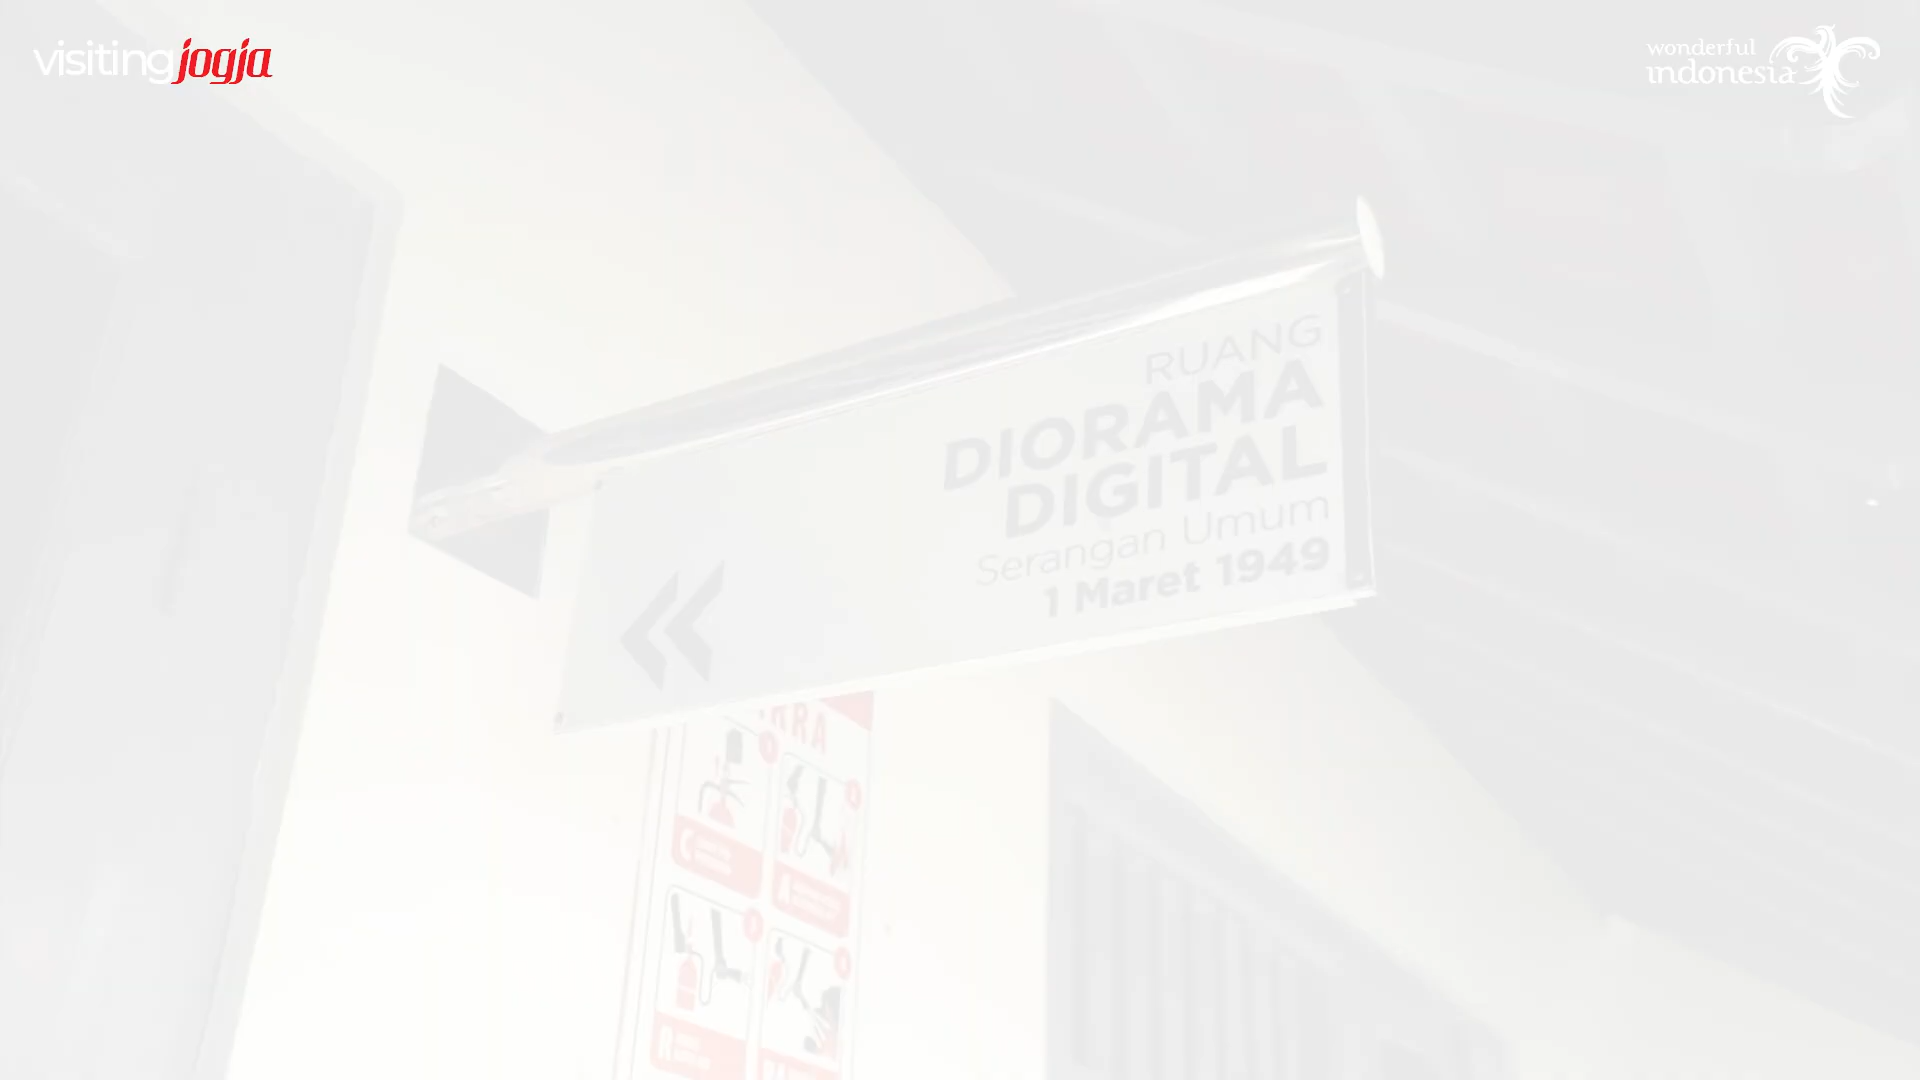 visitingjogja
wonderful
indonesia
RUANG
DIORAMA
DIGITAL
Serangan Umum
1 Maret 1949